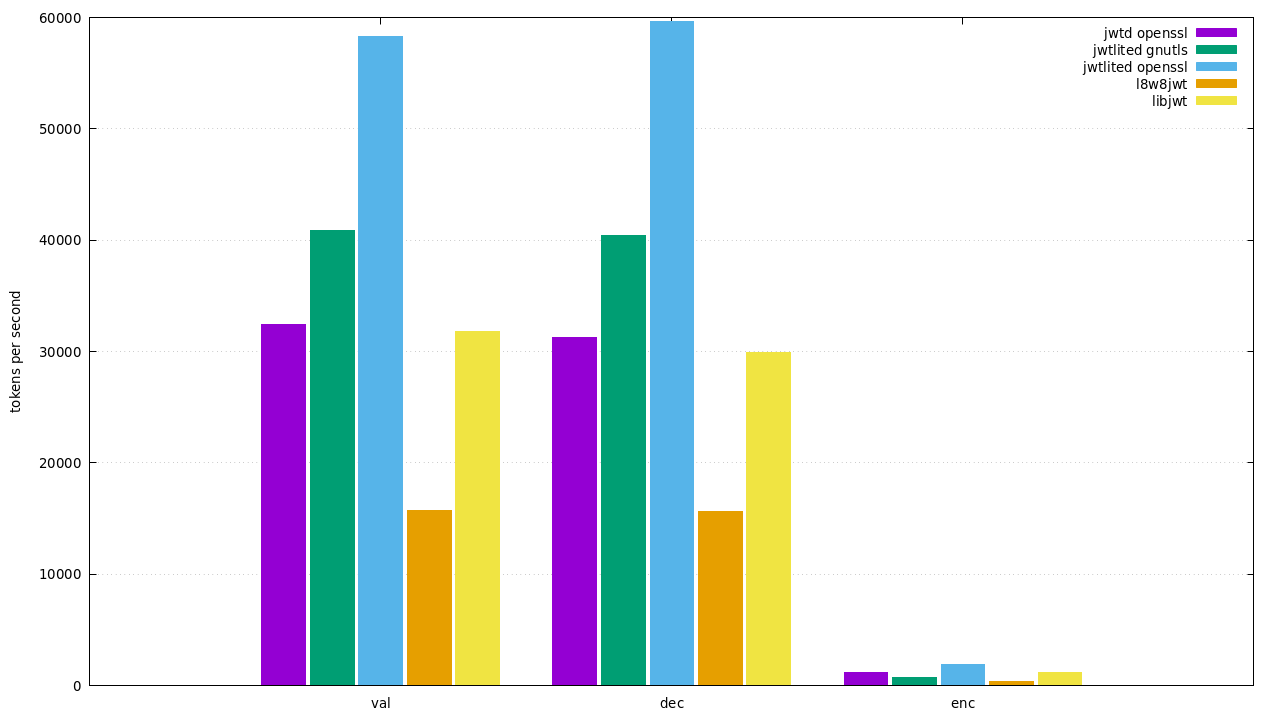 60000
50000
40000
30000
20000
10000
0
tokens per second
jwtd openssl
jwtlited gnutls
jwtlited openssl
l8w8jwt
libjwt
val
dec
enc